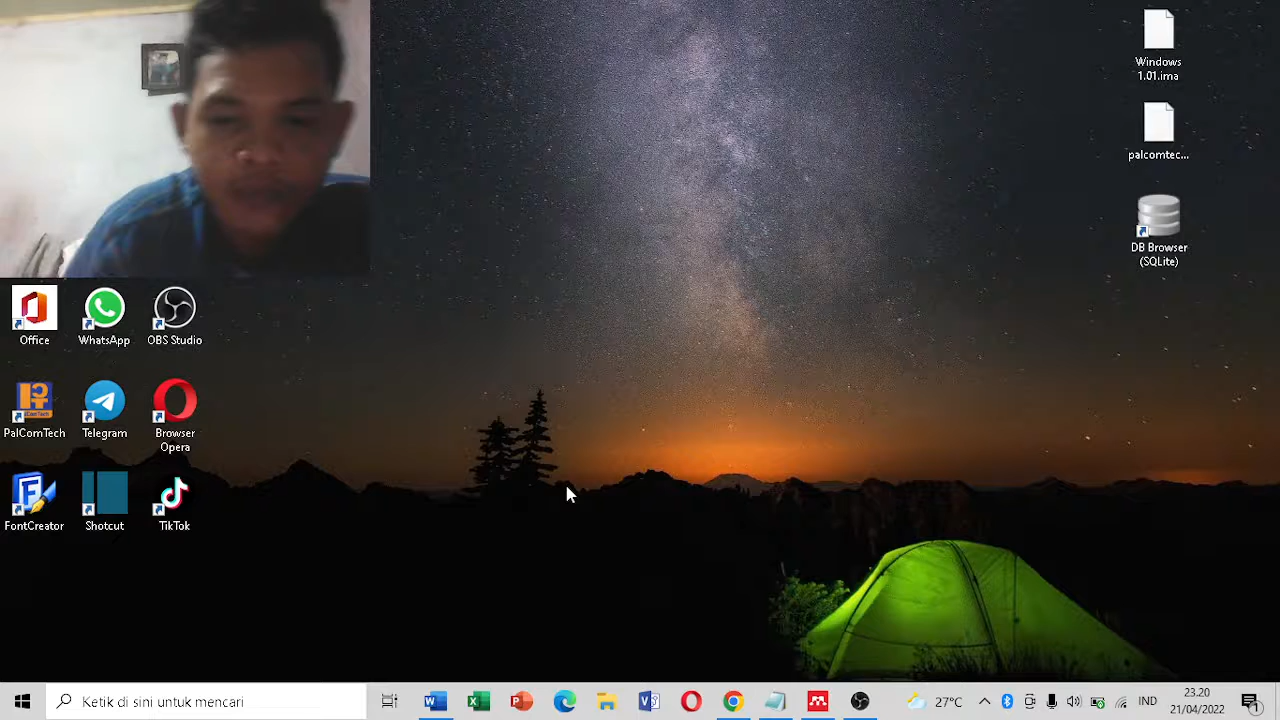 Windows
1.01.ima
palcomtec...
DB Browser
(SQLite)
Office
WhatsApp
OBS Studio
PalComTech
Telegram
Browser
Opera
FontCreator
Shotcut
TikTok
Ketik di sini untuk mencari
27°C
IND
23.20
21/04/2022